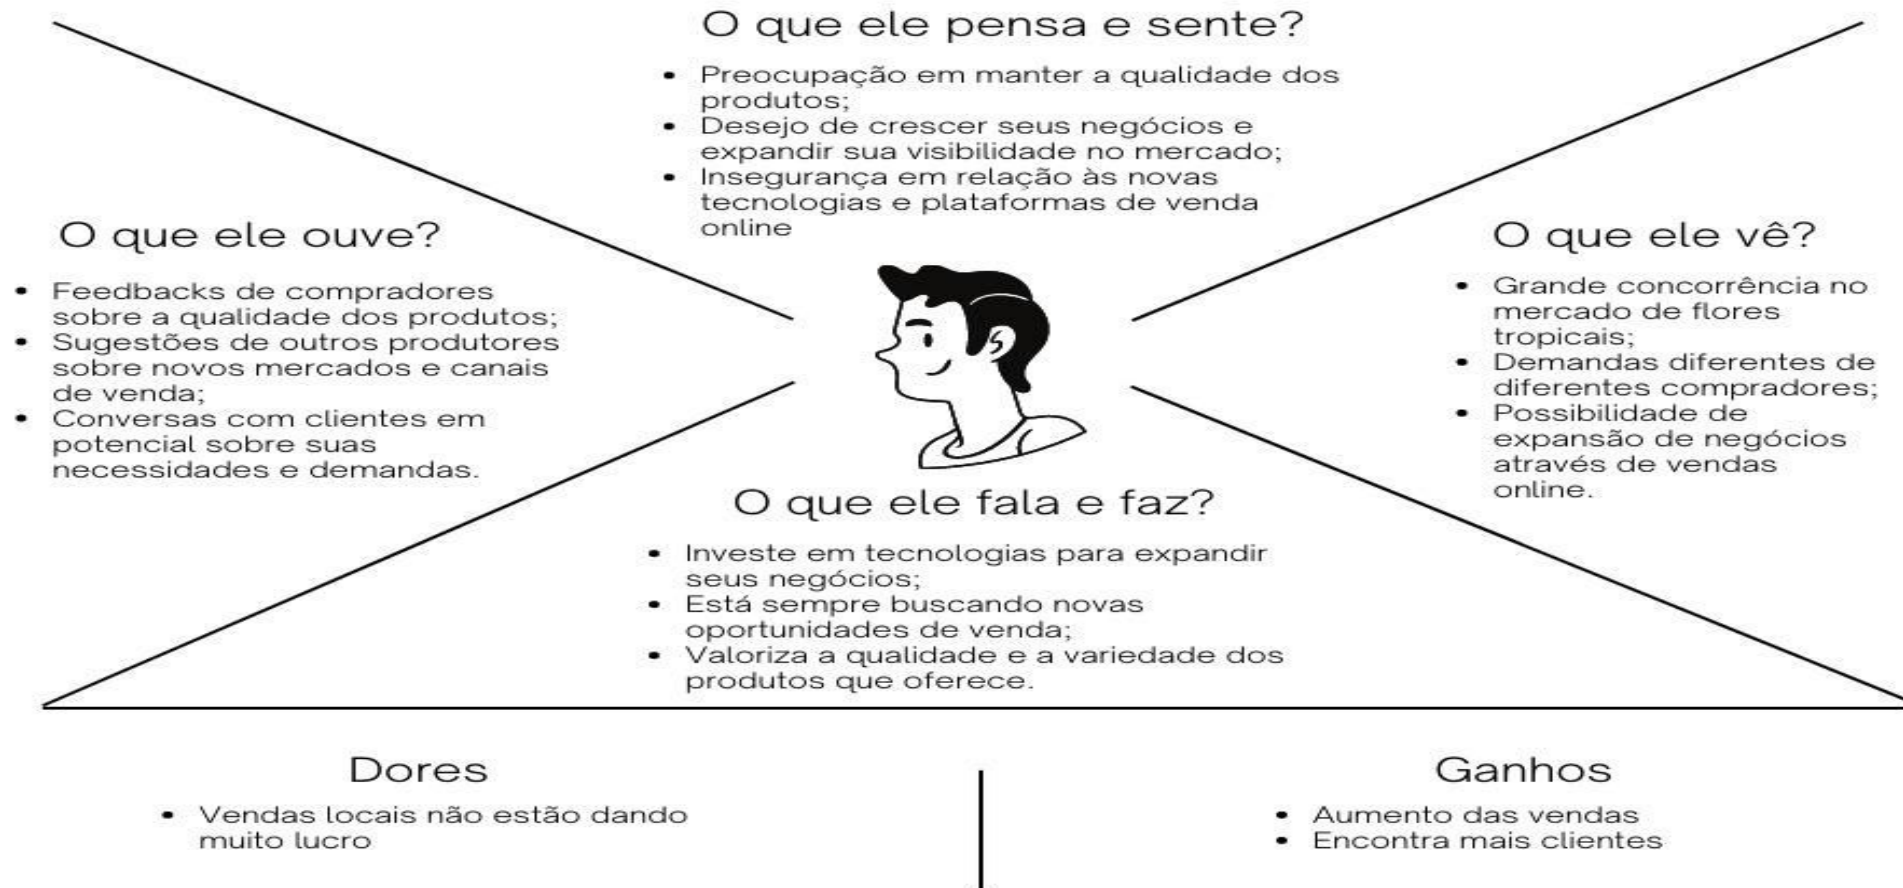 O que ele pensa e sente?
• Preocupação em manter a qualidade dos
produtos;
• Desejo de crescer seus negócios e
expandir sua visibilidade no mercado;
• Insegurança em relação às novas
tecnologias e plataformas de venda
online
O que ele ouve?
• Feedbacks de compradores
sobre a qualidade dos produtos;
• Sugestões de outros produtores
sobre novos mercados e canais
de venda;
• Conversas com clientes em
potencial sobre suas
necessidades e demandas.
O que ele vê?
• Grande concorrência no
mercado de flores
tropicais;
• Demandas diferentes de
diferentes compradores;
• Possibilidade de
expansão de negócios
através de vendas
online.
O que ele fala e faz?
• Investe em tecnologias para expandir
seus negócios;
• Está sempre buscando novas
oportunidades de venda;
• Valoriza a qualidade e a variedade dos
produtos que oferece.
Dores
• Vendas locais não estão dando
muito lucro
Ganhos
• Aumento das vendas
• Encontra mais clientes